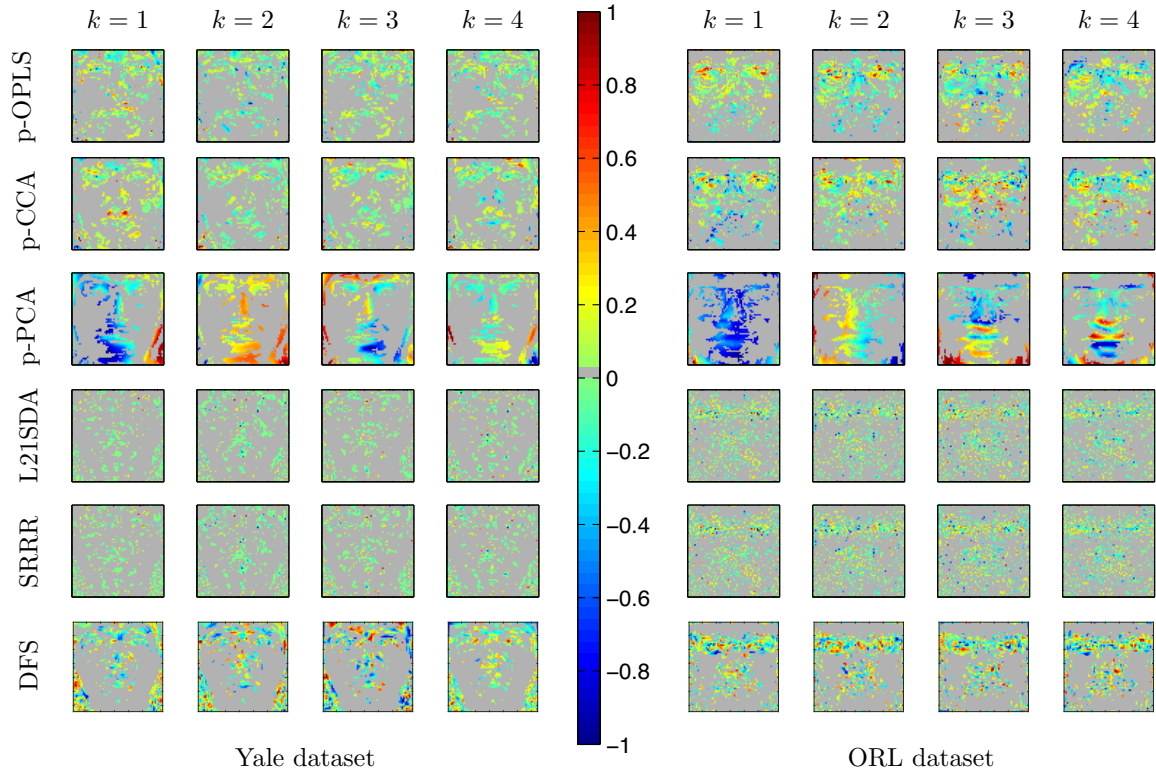 k = 1 k = 2 k = 3 k = 4
k = 1 k = 2 k = 3 k = 4
p-OPLS
p-CCA
p-PCA
L21SDA
SRRR
DFS
1
0.8
0.6
0.4
0.2
0
−0.2
−0.4
−0.6
−0.8
−1
Yale dataset
ORL dataset